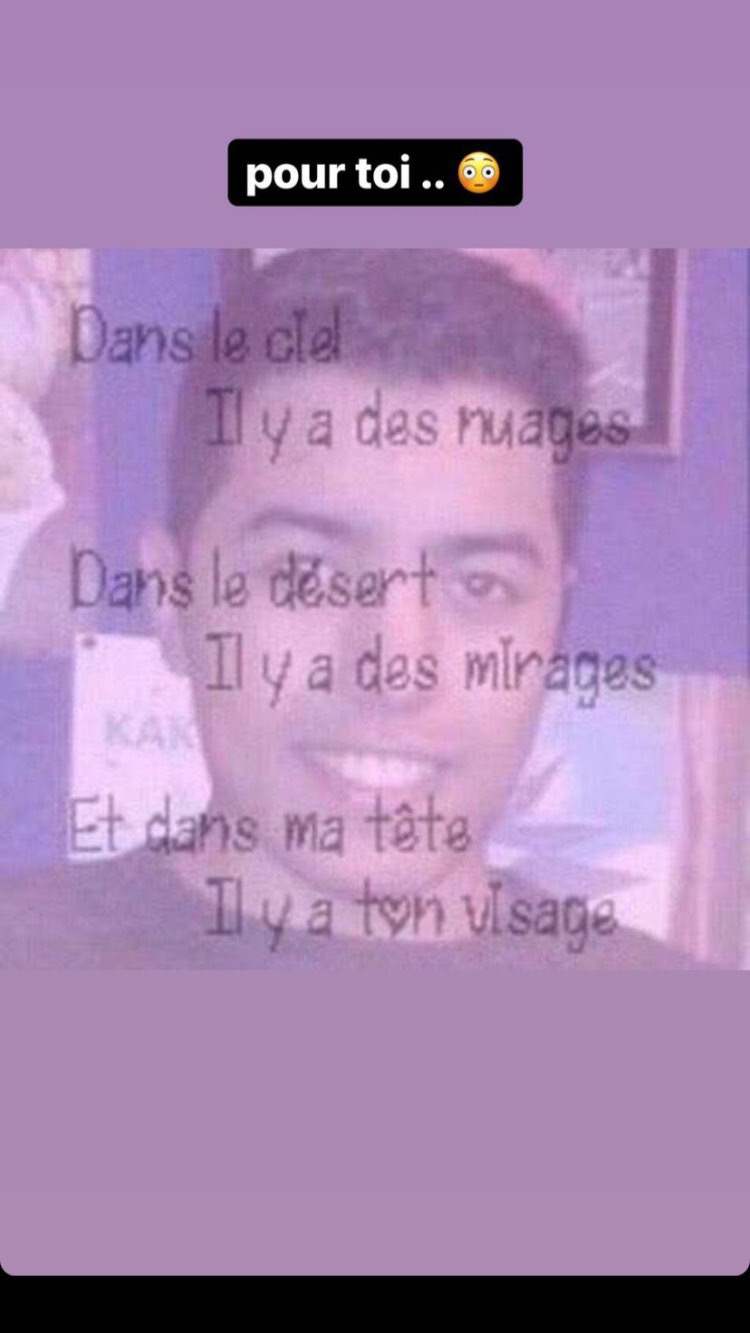 pour toi .. 😳
Dans le ciel
Il y a des nuages
Dans le désert
Il y a des mirages
KAK
Et dans ma tête
Il y a ton visage